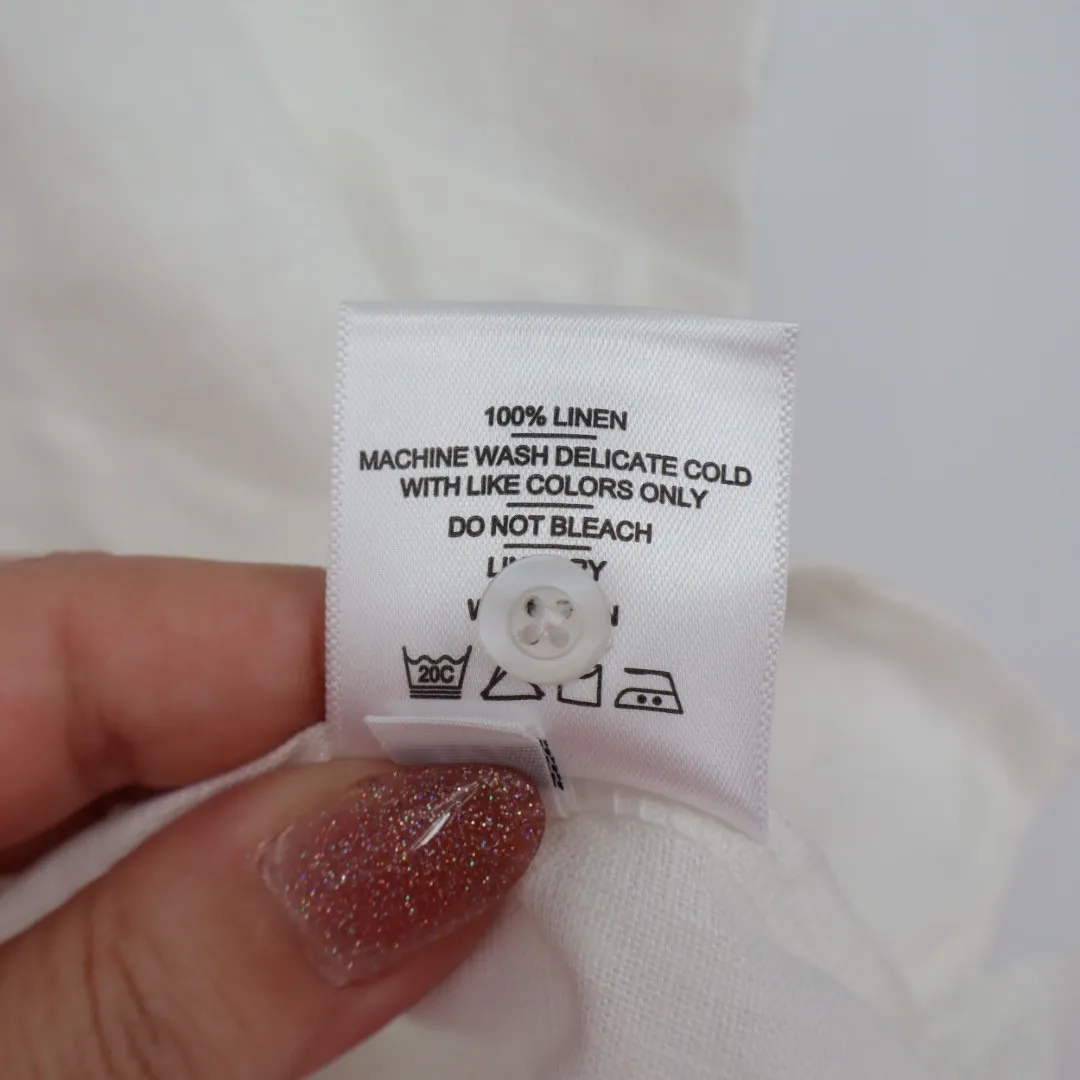 100% LINEN
MACHINE WASH DELICATE COLD
WITH LIKE COLORS ONLY
DO NOT BLEACH
20C